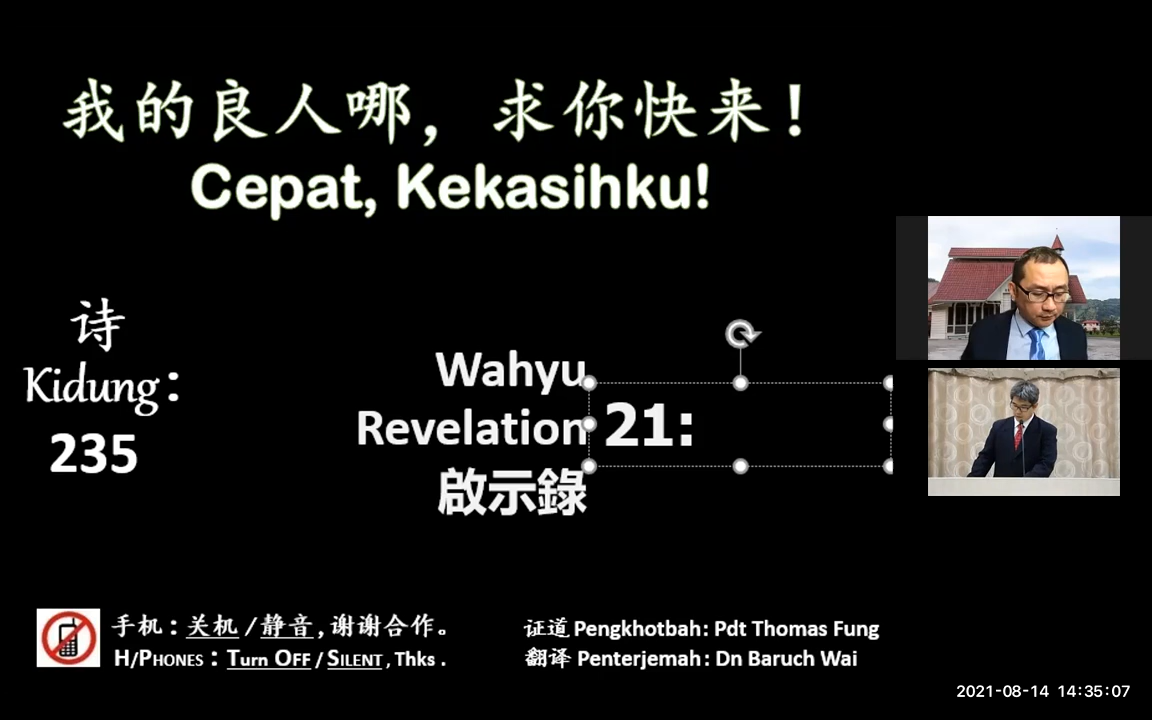 我的良人哪，求你快来！
Cepat, Kekasihku!
诗
Kidung：
235
Wahyu
Revelation 21:
啟示錄
手机：关机 / 静音 , 谢谢合作。
H/PHONES：Turn OFF / SILENT , Thks .
证道 Pengkhotbah: Pdt Thomas Fung
翻译 Penterjemah: Dn Baruch Wai
2021-08-14 14:35:07